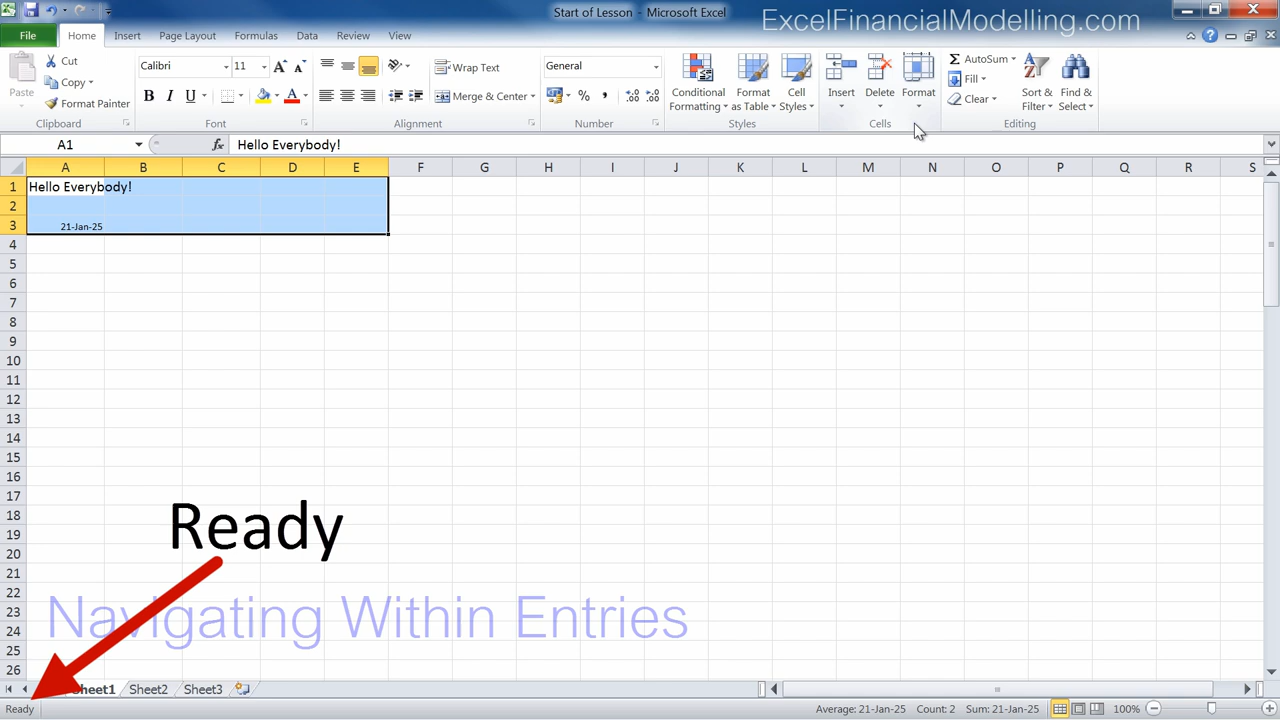 Start of Lesson - Microsoft Excel
ExcelFinancialModelling.com
File Home Insert Page Layout Formulas Data Review View
Paste
Cut
Copy
Format Painter
Clipboard
Calibri 11
B I U A
Font
Wrap Text
Merge & Center
Alignment
General
% ,
Number
Conditional Formatting
Format as Table
Cell Styles
Styles
Insert Delete Format
Cells
Σ AutoSum
Fill
Clear
Sort & Filter
Find & Select
Editing
A1 fx Hello Everybody!
A B C D E F G H I J K L M N O P Q R S
1 Hello Everybody!
2
3 21-Jan-25
4
5
6
7
8
9
10
11
12
13
14
15
16
17
18
19
20
21
22
23
24
25
26
Ready
Navigating Within Entries
Sheet1 Sheet2 Sheet3
Ready Average: 21-Jan-25 Count: 2 Sum: 21-Jan-25 100%